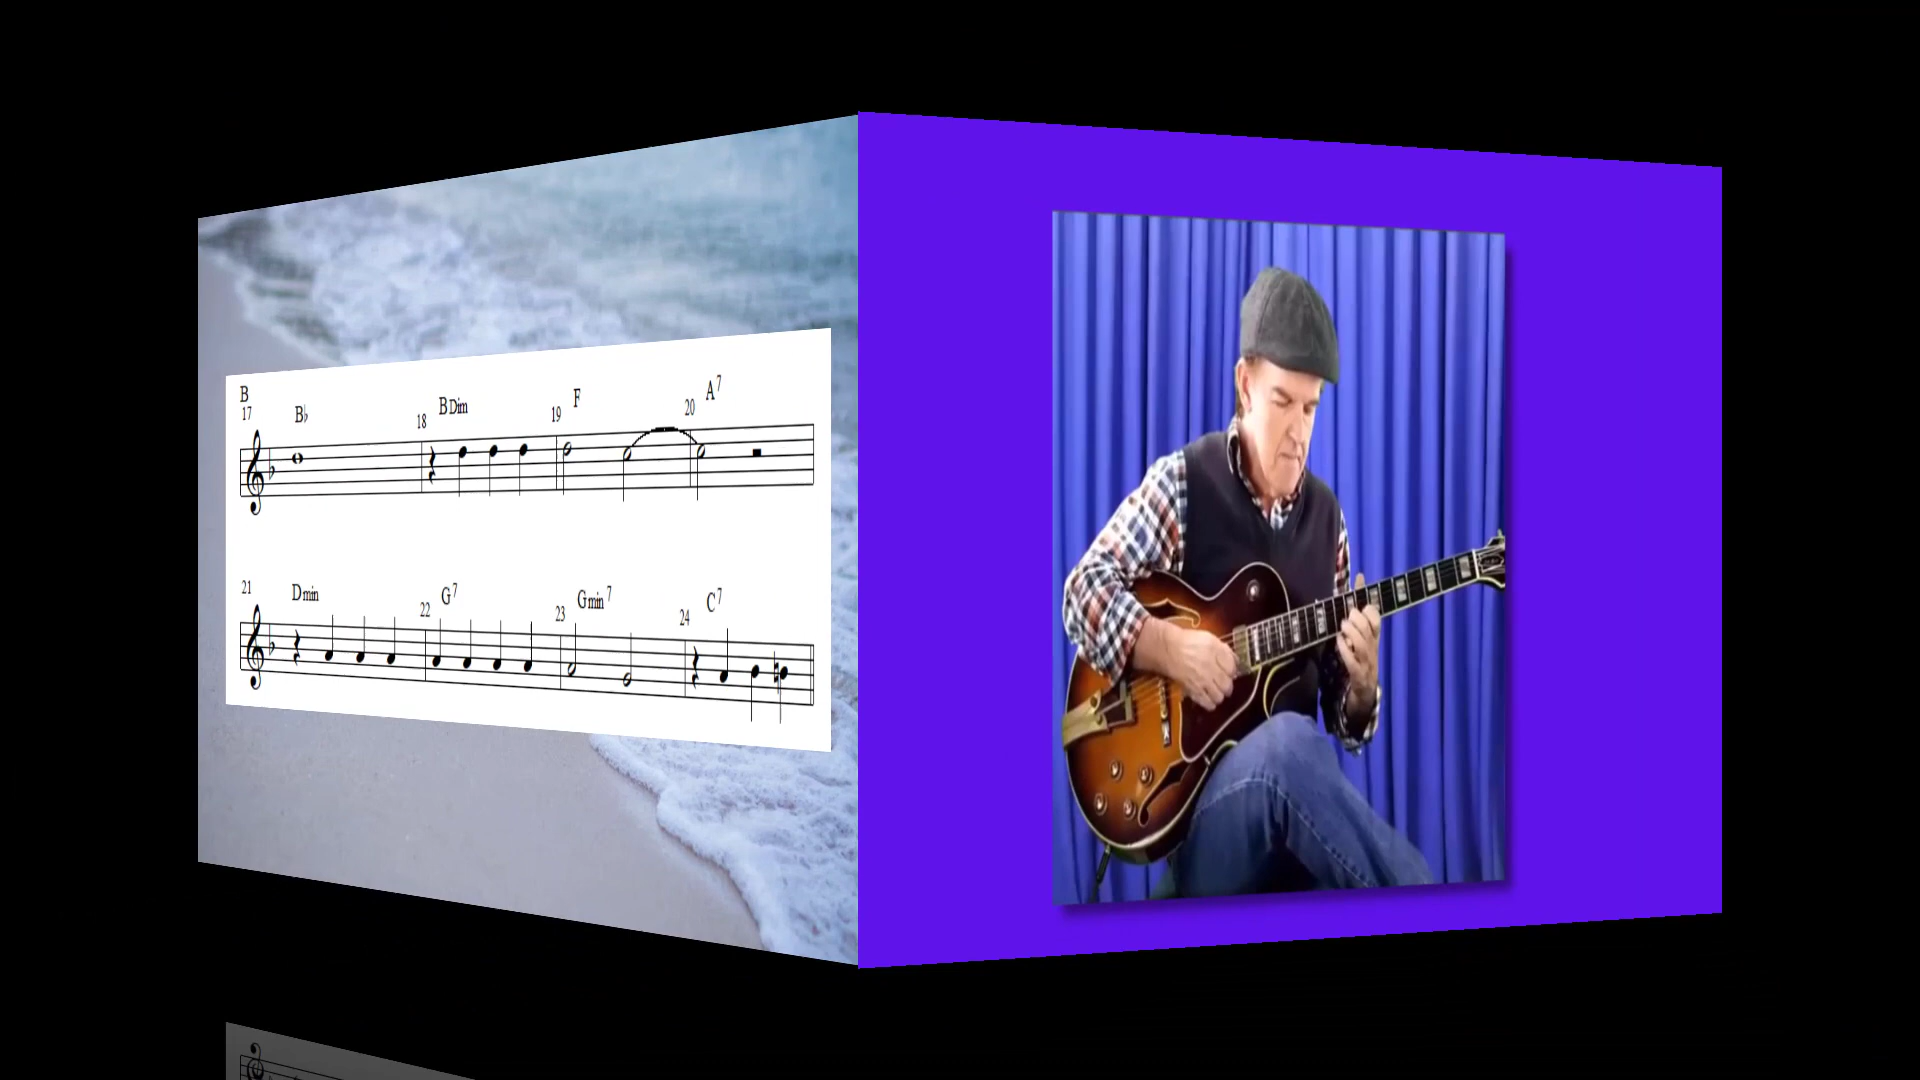 B
17 B♭ 18 B Dim 19 F 20 A7
21 D min 22 G7 23 G min 7 24 C7